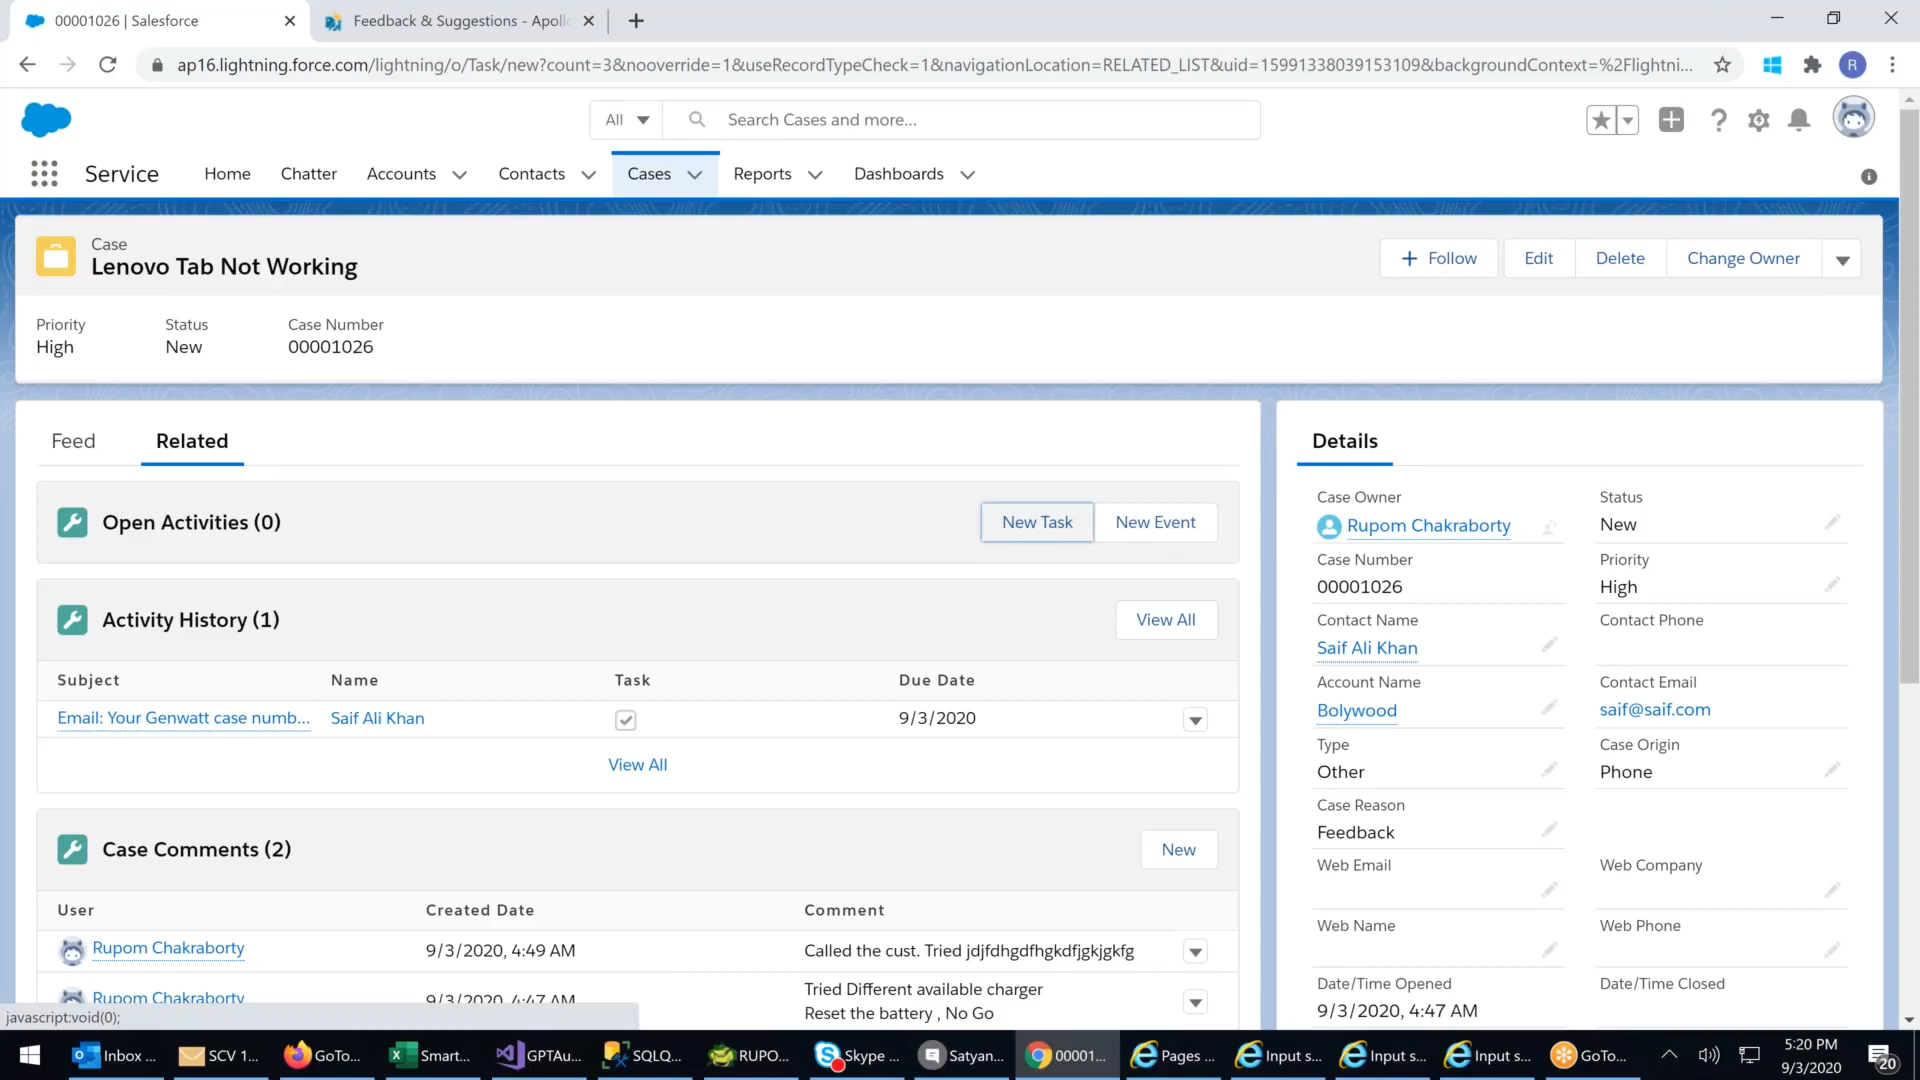 00001026 | Salesforce
Feedback & Suggestions - Apollo
ap16.lightning.force.com/lightning/o/Task/new?count=3&nooverride=1&useRecordTypeCheck=1&navigationLocation=RELATED_LIST&uid=15991338039153109&backgroundContext=%2Flightni...
R
All
Search Cases and more...
Service
Home
Chatter
Accounts
Contacts
Cases
Reports
Dashboards
Case
Lenovo Tab Not Working
Follow
Edit
Delete
Change Owner
Priority
Status
Case Number
High
New
00001026
Feed
Related
Open Activities (0)
New Task
New Event
Activity History (1)
View All
Subject
Name
Task
Due Date
Email: Your Genwatt case numb...
Saif Ali Khan
9/3/2020
View All
Case Comments (2)
New
User
Created Date
Comment
Rupom Chakraborty
9/3/2020, 4:49 AM
Called the cust. Tried jdjfdhgdfhgkdfjgkjgkfg
Rupom Chakraborty
9/3/2020, 4:47 AM
Tried Different available charger
Reset the battery , No Go
Details
Case Owner
Rupom Chakraborty
Status
New
Case Number
00001026
Priority
High
Contact Name
Saif Ali Khan
Contact Phone
Account Name
Bolywood
Contact Email
saif@saif.com
Type
Other
Case Origin
Phone
Case Reason
Feedback
Web Email
Web Company
Web Name
Web Phone
Date/Time Opened
9/3/2020, 4:47 AM
Date/Time Closed
javascript:void(0);
Inbox ...
SCV 1...
GoTo...
Smart...
GPTAu...
SQLQ...
RUPO...
Skype ...
Satyan...
00001...
Pages ...
Input s...
Input s...
Input s...
GoTo...
5:20 PM
9/3/2020
20